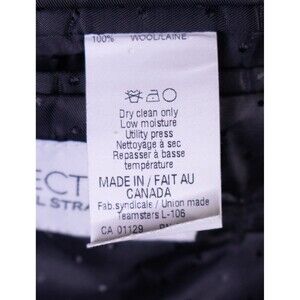 100% WOOL/LAINE
Dry clean only
Low moisture
Utility press
Nettoyage à sec
Repasser à basse
température
MADE IN / FAIT AU
CANADA
Fab.syndicale / Union made
Teamsters L-106
CA 01129